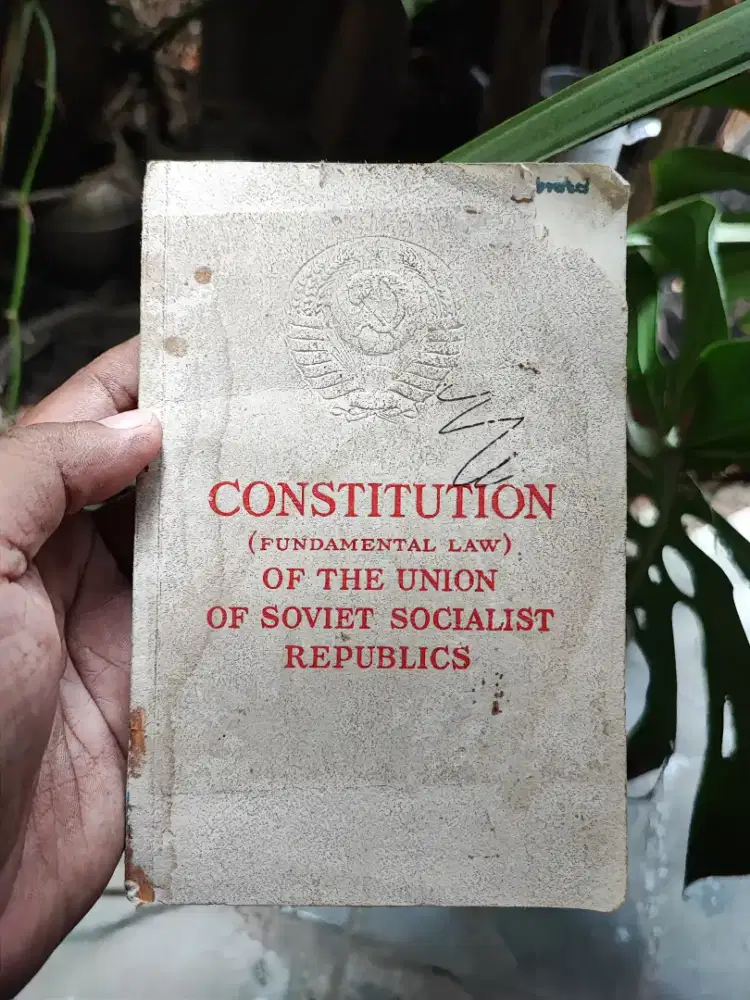 CONSTITUTION
(FUNDAMENTAL LAW)
OF THE UNION
OF SOVIET SOCIALIST
REPUBLICS